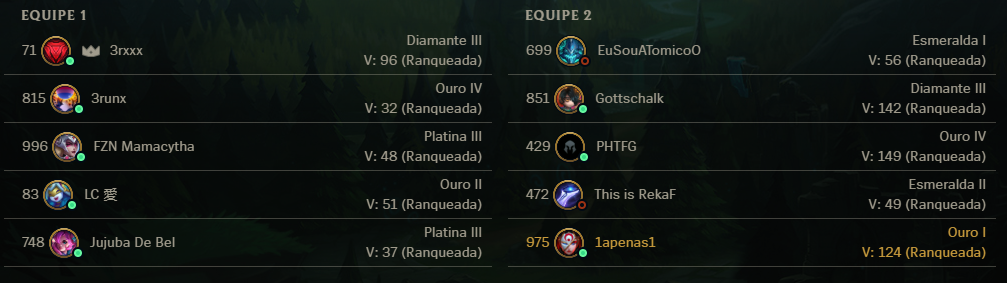 EQUIPE 1
71 3rxxx
Diamante III
V: 96 (Ranqueada)
815 3runx
Ouro IV
V: 32 (Ranqueada)
996 FZN Mamacytha
Platina III
V: 48 (Ranqueada)
83 LC 愛
Ouro II
V: 51 (Ranqueada)
748 Jujuba De Bel
Platina III
V: 37 (Ranqueada)
EQUIPE 2
699 EuSouATomicoO
Esmeralda I
V: 56 (Ranqueada)
851 Gottschalk
Diamante III
V: 142 (Ranqueada)
429 PHTFG
Ouro IV
V: 149 (Ranqueada)
472 This is RekaF
Esmeralda II
V: 49 (Ranqueada)
975 1apenas1
Ouro I
V: 124 (Ranqueada)